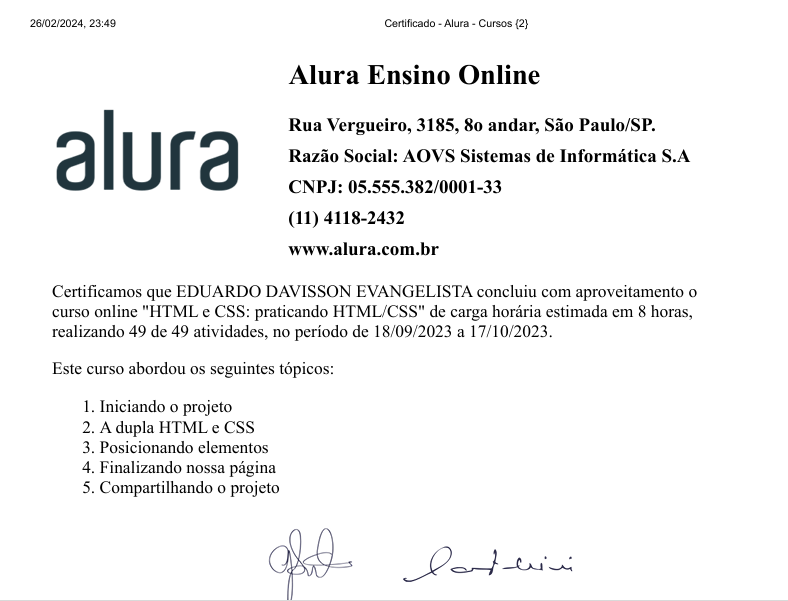 26/02/2024, 23:49
Certificado - Alura - Cursos {2}
Alura Ensino Online
alura
Rua Vergueiro, 3185, 8o andar, São Paulo/SP.
Razão Social: AOVS Sistemas de Informática S.A
CNPJ: 05.555.382/0001-33
(11) 4118-2432
www.alura.com.br
Certificamos que EDUARDO DAVISSON EVANGELISTA concluiu com aproveitamento o
curso online "HTML e CSS: praticando HTML/CSS" de carga horária estimada em 8 horas,
realizando 49 de 49 atividades, no período de 18/09/2023 a 17/10/2023.
Este curso abordou os seguintes tópicos:
1. Iniciando o projeto
2. A dupla HTML e CSS
3. Posicionando elementos
4. Finalizando nossa página
5. Compartilhando o projeto